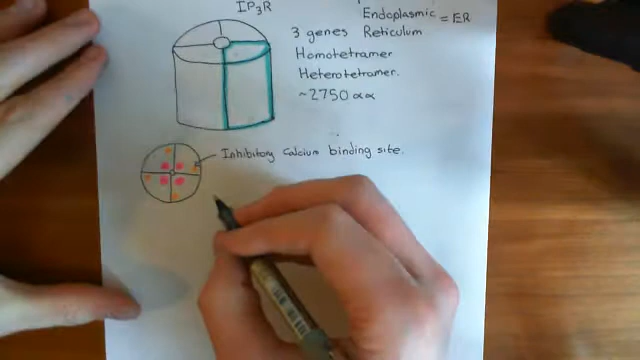 IP3R
Endoplasmic = ER
Reticulum
3 genes
Homotetramer
Heterotetramer.
~2750 αα
Inhibitory Calcium binding site.